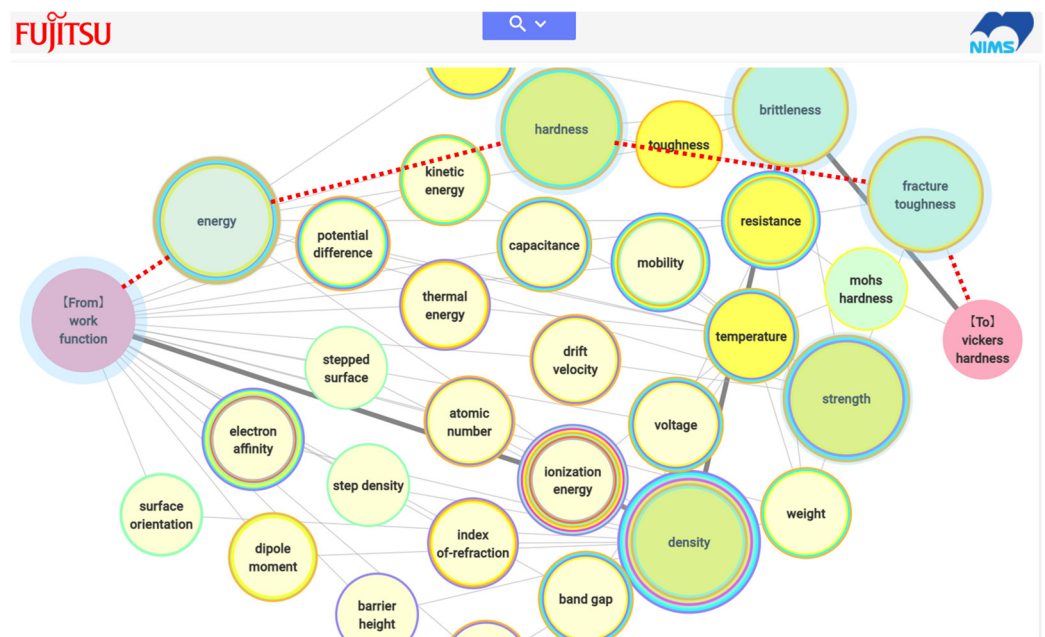 FUJITSU
NIMS
hardness
brittleness
toughness
kinetic
energy
fracture
toughness
energy
potential
difference
capacitance
resistance
mobility
mohs
hardness
【From】
work
function
thermal
energy
【To】
vickers
hardness
temperature
drift
velocity
stepped
surface
strength
atomic
number
voltage
electron
affinity
ionization
energy
step density
surface
orientation
weight
index
of-refraction
density
dipole
moment
band gap
barrier
height